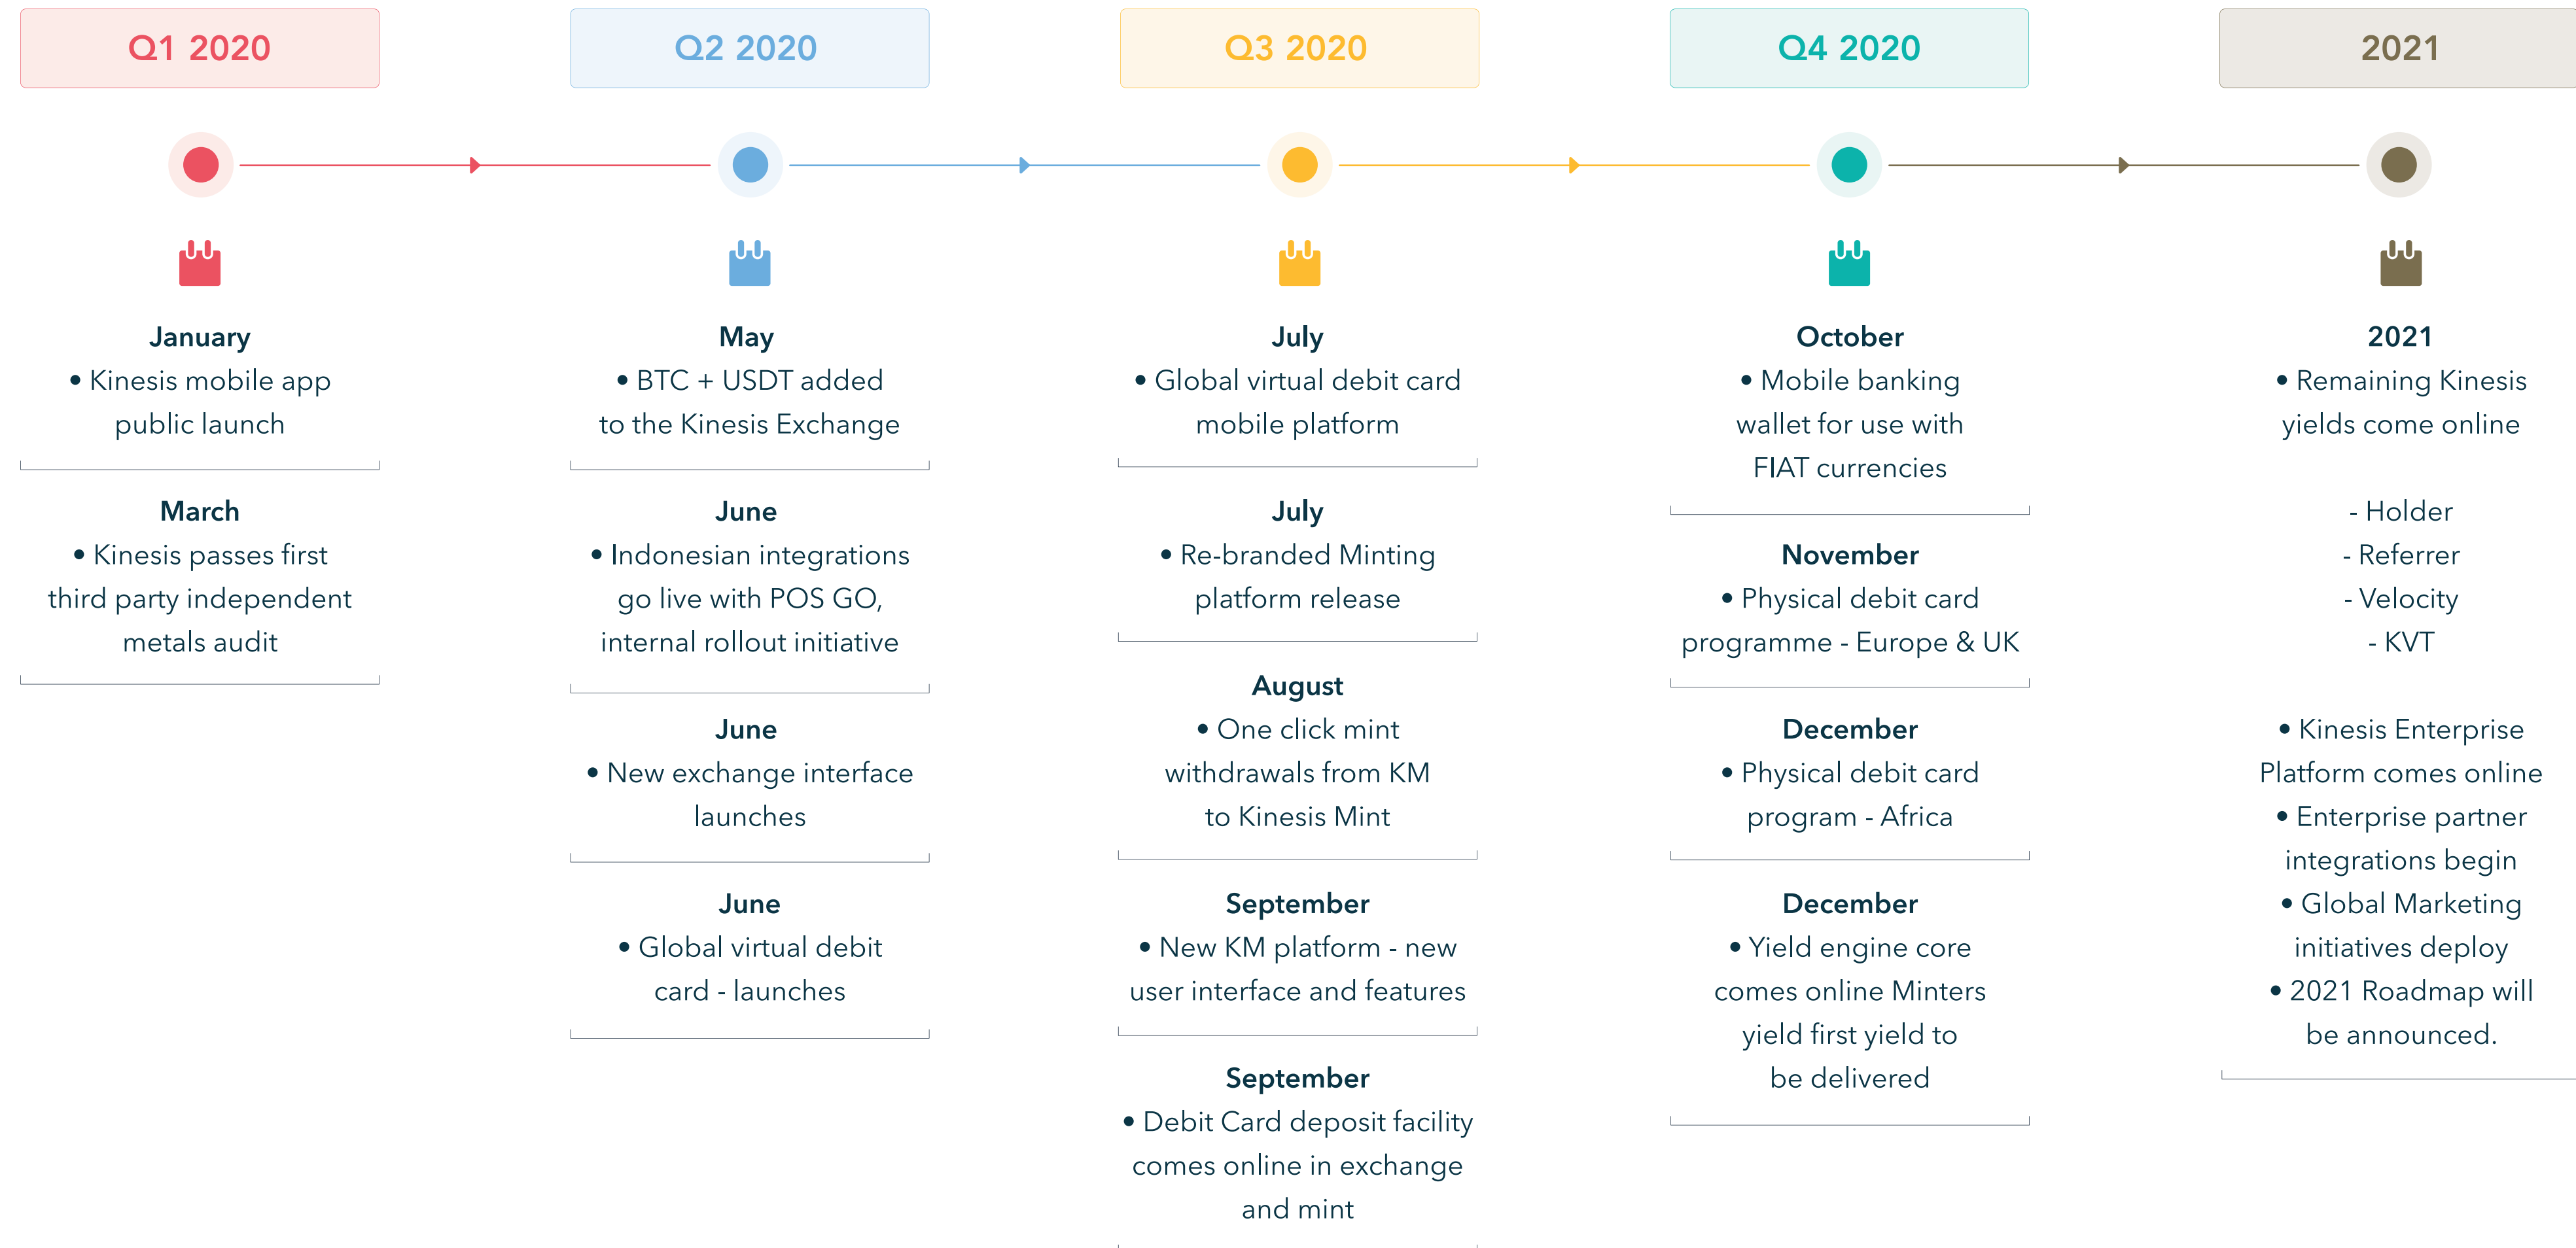 Q1 2020
January
• Kinesis mobile app
public launch
March
• Kinesis passes first
third party independent
metals audit
Q2 2020
May
• BTC + USDT added
to the Kinesis Exchange
June
• Indonesian integrations
go live with POS GO,
internal rollout initiative
June
• New exchange interface
launches
June
• Global virtual debit
card - launches
Q3 2020
July
• Global virtual debit card
mobile platform
July
• Re-branded Minting
platform release
August
• One click mint
withdrawals from KM
to Kinesis Mint
September
• New KM platform - new
user interface and features
September
• Debit Card deposit facility
comes online in exchange
and mint
Q4 2020
October
• Mobile banking
wallet for use with
FIAT currencies
November
• Physical debit card
programme - Europe & UK
December
• Physical debit card
program - Africa
December
• Yield engine core
comes online Minters
yield first yield to
be delivered
2021
2021
• Remaining Kinesis
yields come online
- Holder
- Referrer
- Velocity
- KVT
• Kinesis Enterprise
Platform comes online
• Enterprise partner
integrations begin
• Global Marketing
initiatives deploy
• 2021 Roadmap will
be announced.